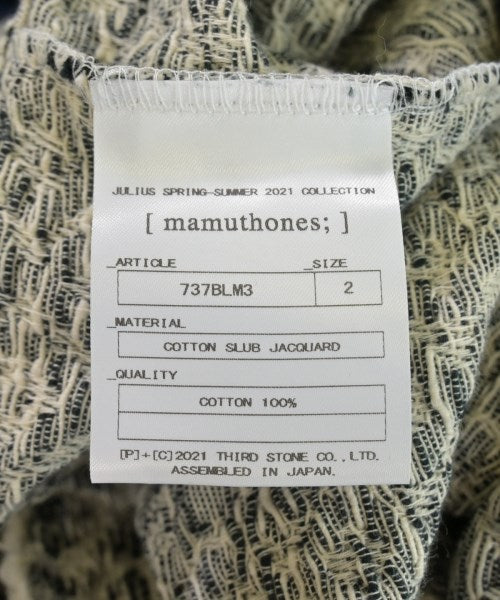 JULIUS SPRING-SUMMER 2021 COLLECTION
[ mamuthones; ]
_ARTICLE _SIZE
737BLM3 2
_MATERIAL
COTTON SLUB JACQUARD
_QUALITY
COTTON 100%
[P]+[C]2021 THIRD STONE CO.,LTD.
ASSEMBLED IN JAPAN.